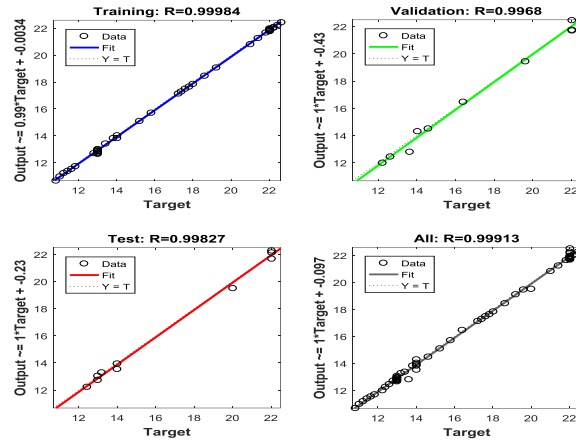 Training: R=0.99984
Output ~= 0.99*Target + -0.0034
22
20
18
16
14
12
Data
Fit
Y = T
12 14 16 18 20 22
Target
Validation: R=0.9968
Output ~= 1*Target + -0.43
22
20
18
16
14
12
Data
Fit
Y = T
12 14 16 18 20 22
Target
Test: R=0.99827
Output ~= 1*Target + -0.23
22
20
18
16
14
12
Data
Fit
Y = T
12 14 16 18 20 22
Target
All: R=0.99913
Output ~= 1*Target + -0.097
22
20
18
16
14
12
Data
Fit
Y = T
12 14 16 18 20 22
Target